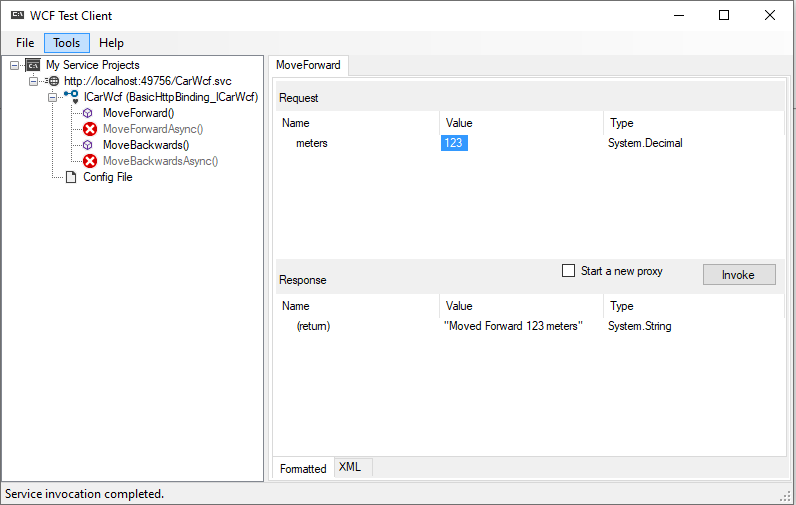 WCF Test Client
File Tools Help
My Service Projects
http://localhost:49756/CarWcf.svc
ICarWcf (BasicHttpBinding_ICarWcf)
MoveForward()
MoveForwardAsync()
MoveBackwards()
MoveBackwardsAsync()
Config File
MoveForward
Request
Name Value Type
meters 123 System.Decimal
Response Start a new proxy Invoke
Name Value Type
(return) "Moved Forward 123 meters" System.String
Formatted XML
Service invocation completed.